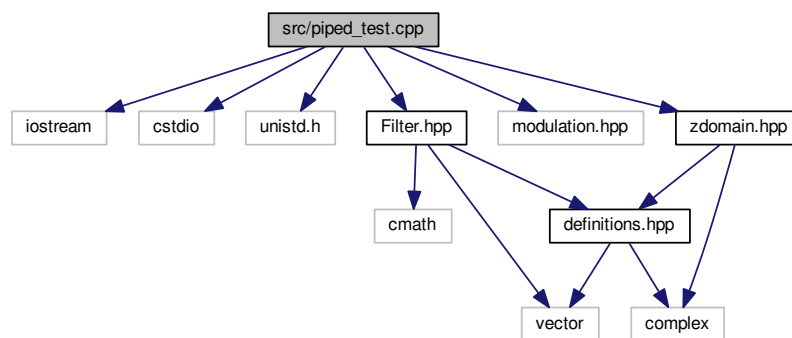 src/piped_test.cpp
iostream
cstdio
unistd.h
Filter.hpp
modulation.hpp
zdomain.hpp
cmath
definitions.hpp
vector
complex